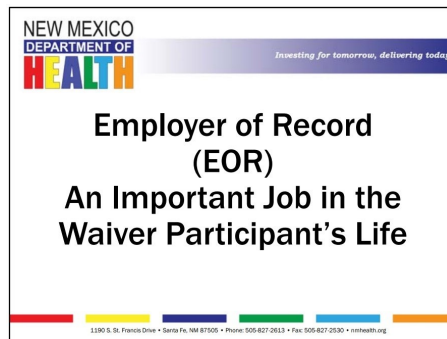 NEW MEXICO
DEPARTMENT OF
HEALTH
Investing for tomorrow, delivering today
Employer of Record
(EOR)
An Important Job in the
Waiver Participant's Life
1190 S. St. Francis Drive • Santa Fe, NM 87505 • Phone: 505-827-2613 • Fax: 505-827-2530 • nmhealth.org